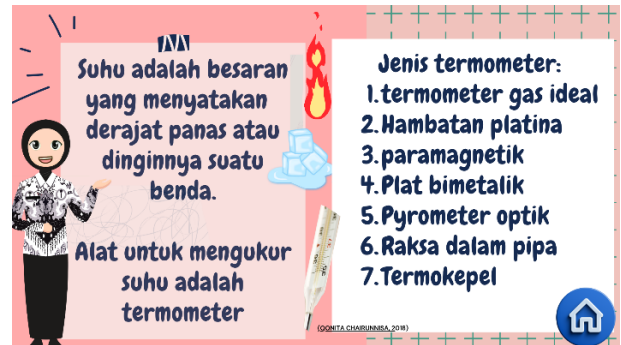 Suhu adalah besaran
yang menyatakan
derajat panas atau
dinginnya suatu
benda.
Alat untuk mengukur
suhu adalah
termometer
Jenis termometer:
1.termometer gas ideal
2.Hambatan platina
3.paramagnetik
4.Plat bimetalik
5.Pyrometer optik
6.Raksa dalam pipa
7.Termokepel
(QONITA CHAIRUNNISA, 2018)